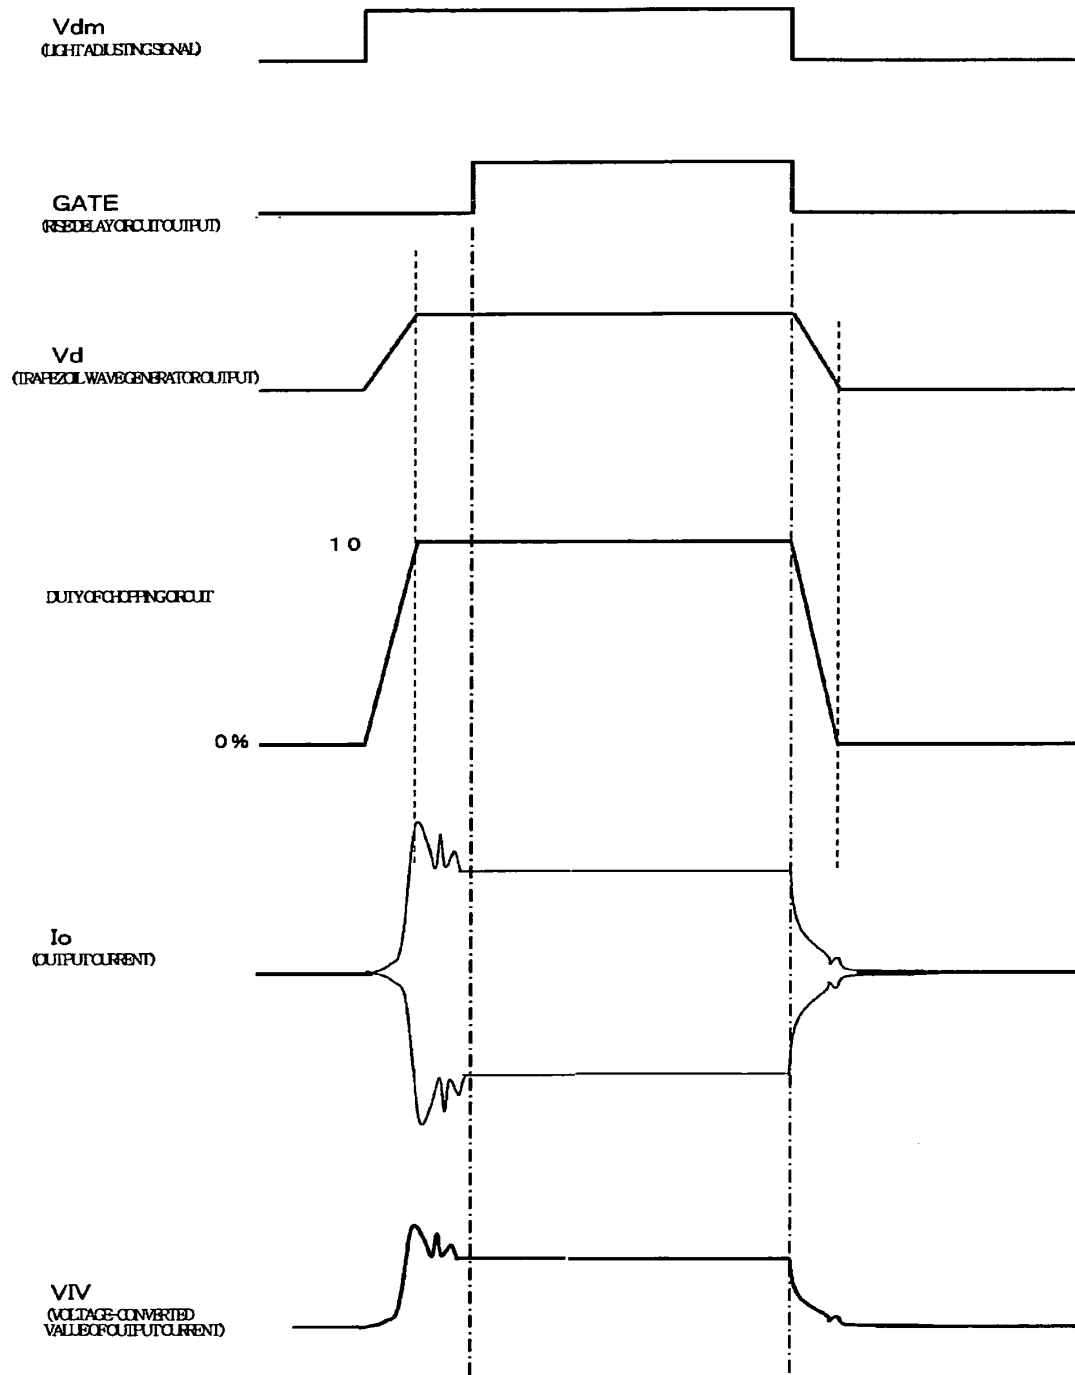 Vdm
(LIGHT ADJUSTING SIGNAL)
GATE
(RISE DELAY CIRCUIT OUTPUT)
Vd
(TRAPEZOIL WAVE GENERATOR OUTPUT)
10
DUTY OF CHOPPING CIRCUIT
0%
Io
(OUTPUT CURRENT)
VIV
(VOLTAGE-CONVERTED
VALUE OF OUTPUT CURRENT)